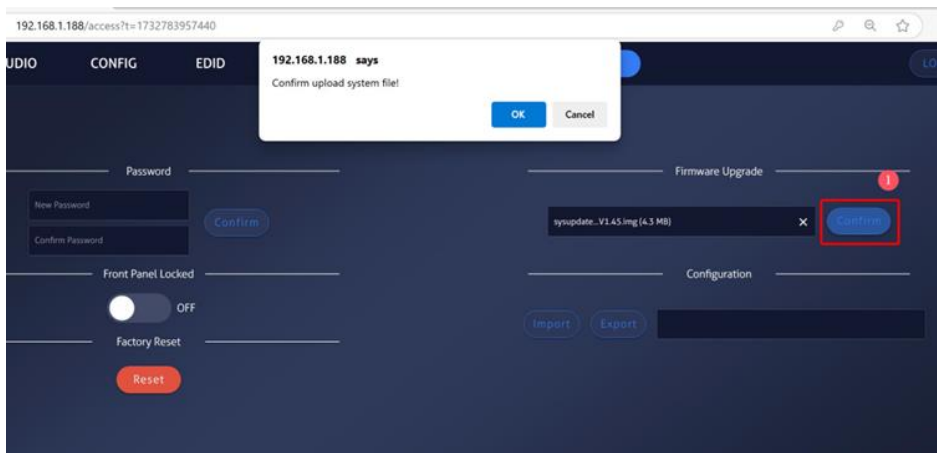 192.168.1.188/access?t=1732783957440
UDIO CONFIG EDID LO
192.168.1.188 says
Confirm upload system file!
OK Cancel
Password
New Password
Confirm Password
Confirm
Firmware Upgrade
1
sysupdate...V1.45.img (4.3 MB) ×
Confirm
Front Panel Locked
OFF
Configuration
Import Export
Factory Reset
Reset